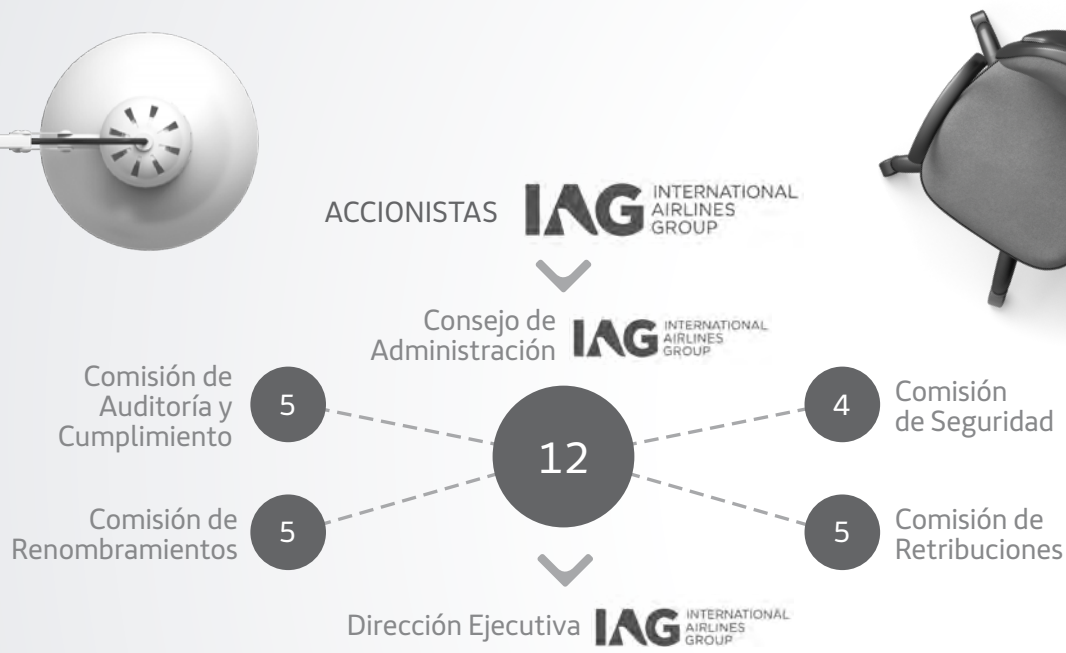 ACCIONISTAS
IAG INTERNATIONAL
AIRLINES
GROUP
Consejo de
Administración
IAG INTERNATIONAL
AIRLINES
GROUP
Comisión de
Auditoría y
Cumplimiento
5
12
4
Comisión
de Seguridad
Comisión de
Renombramientos
5
5
Comisión de
Retribuciones
Dirección Ejecutiva
IAG INTERNATIONAL
AIRLINES
GROUP